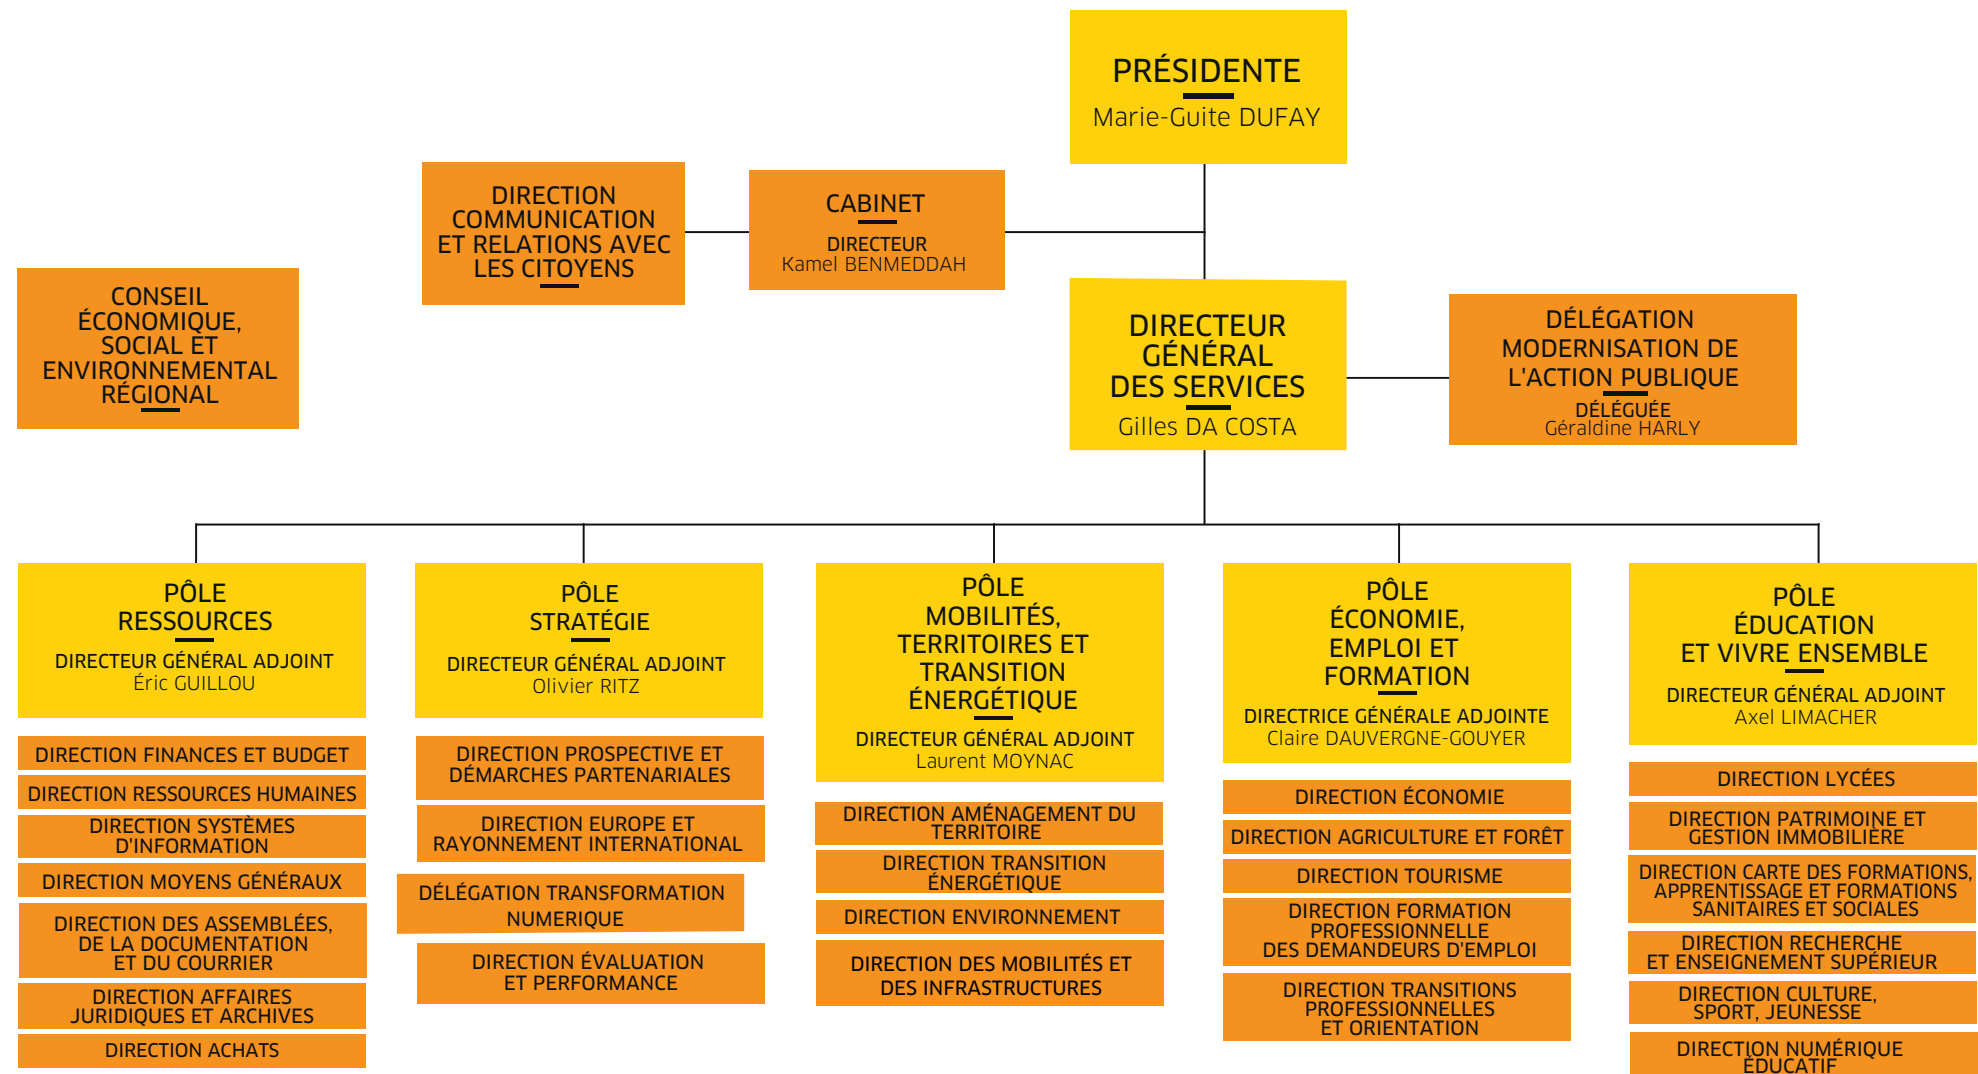 PRÉSIDENTE
Marie-Guite DUFAY
DIRECTION
COMMUNICATION
ET RELATIONS AVEC
LES CITOYENS
CABINET
DIRECTEUR
Kamel BENMEDDAH
CONSEIL
ÉCONOMIQUE,
SOCIAL ET
ENVIRONNEMENTAL
RÉGIONAL
DIRECTEUR
GÉNÉRAL
DES SERVICES
Gilles DA COSTA
DÉLÉGATION
MODERNISATION DE
L'ACTION PUBLIQUE
DÉLÉGUÉE
Géraldine HARLY
PÔLE
RESSOURCES
DIRECTEUR GÉNÉRAL ADJOINT
Éric GUILLOU
DIRECTION FINANCES ET BUDGET
DIRECTION RESSOURCES HUMAINES
DIRECTION SYSTÈMES
D'INFORMATION
DIRECTION MOYENS GÉNÉRAUX
DIRECTION DES ASSEMBLÉES,
DE LA DOCUMENTATION
ET DU COURRIER
DIRECTION AFFAIRES
JURIDIQUES ET ARCHIVES
DIRECTION ACHATS
PÔLE
STRATÉGIE
DIRECTEUR GÉNÉRAL ADJOINT
Olivier RITZ
DIRECTION PROSPECTIVE ET
DÉMARCHES PARTENARIALES
DIRECTION EUROPE ET
RAYONNEMENT INTERNATIONAL
DÉLÉGATION TRANSFORMATION
NUMERIQUE
DIRECTION ÉVALUATION
ET PERFORMANCE
PÔLE
MOBILITÉS,
TERRITOIRES ET
TRANSITION
ÉNERGÉTIQUE
DIRECTEUR GÉNÉRAL ADJOINT
Laurent MOYNAC
DIRECTION AMÉNAGEMENT DU
TERRITOIRE
DIRECTION TRANSITION
ÉNERGÉTIQUE
DIRECTION ENVIRONNEMENT
DIRECTION DES MOBILITÉS ET
DES INFRASTRUCTURES
PÔLE
ÉCONOMIE,
EMPLOI ET
FORMATION
DIRECTRICE GÉNÉRALE ADJOINTE
Claire DAUVERGNE-GOUYER
DIRECTION ÉCONOMIE
DIRECTION AGRICULTURE ET FORÊT
DIRECTION TOURISME
DIRECTION FORMATION
PROFESSIONNELLE
DES DEMANDEURS D'EMPLOI
DIRECTION TRANSITIONS
PROFESSIONNELLES
ET ORIENTATION
PÔLE
ÉDUCATION
ET VIVRE ENSEMBLE
DIRECTEUR GÉNÉRAL ADJOINT
Axel LIMACHER
DIRECTION LYCÉES
DIRECTION PATRIMOINE ET
GESTION IMMOBILIÈRE
DIRECTION CARTE DES FORMATIONS,
APPRENTISSAGE ET FORMATIONS
SANITAIRES ET SOCIALES
DIRECTION RECHERCHE
ET ENSEIGNEMENT SUPÉRIEUR
DIRECTION CULTURE,
SPORT, JEUNESSE
DIRECTION NUMÉRIQUE
ÉDUCATIF